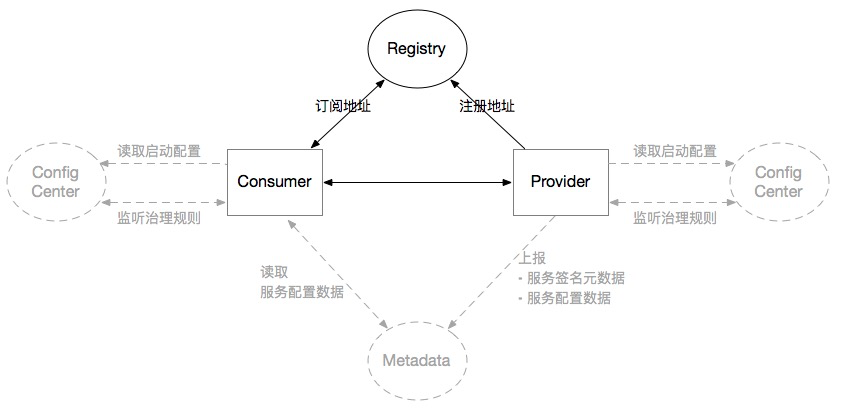 Registry
订阅地址
注册地址
读取启动配置
读取启动配置
Config
Center
Consumer
Provider
Config
Center
监听治理规则
监听治理规则
读取
服务配置数据
上报
- 服务签名元数据
- 服务配置数据
Metadata